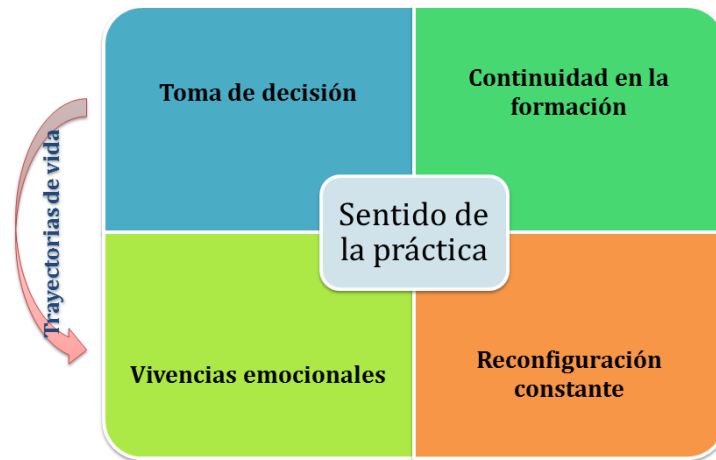 Toma de decisión
Continuidad en la
formación
Trayectorias de vida
Sentido de
la práctica
Vivencias emocionales
Reconfiguración
constante